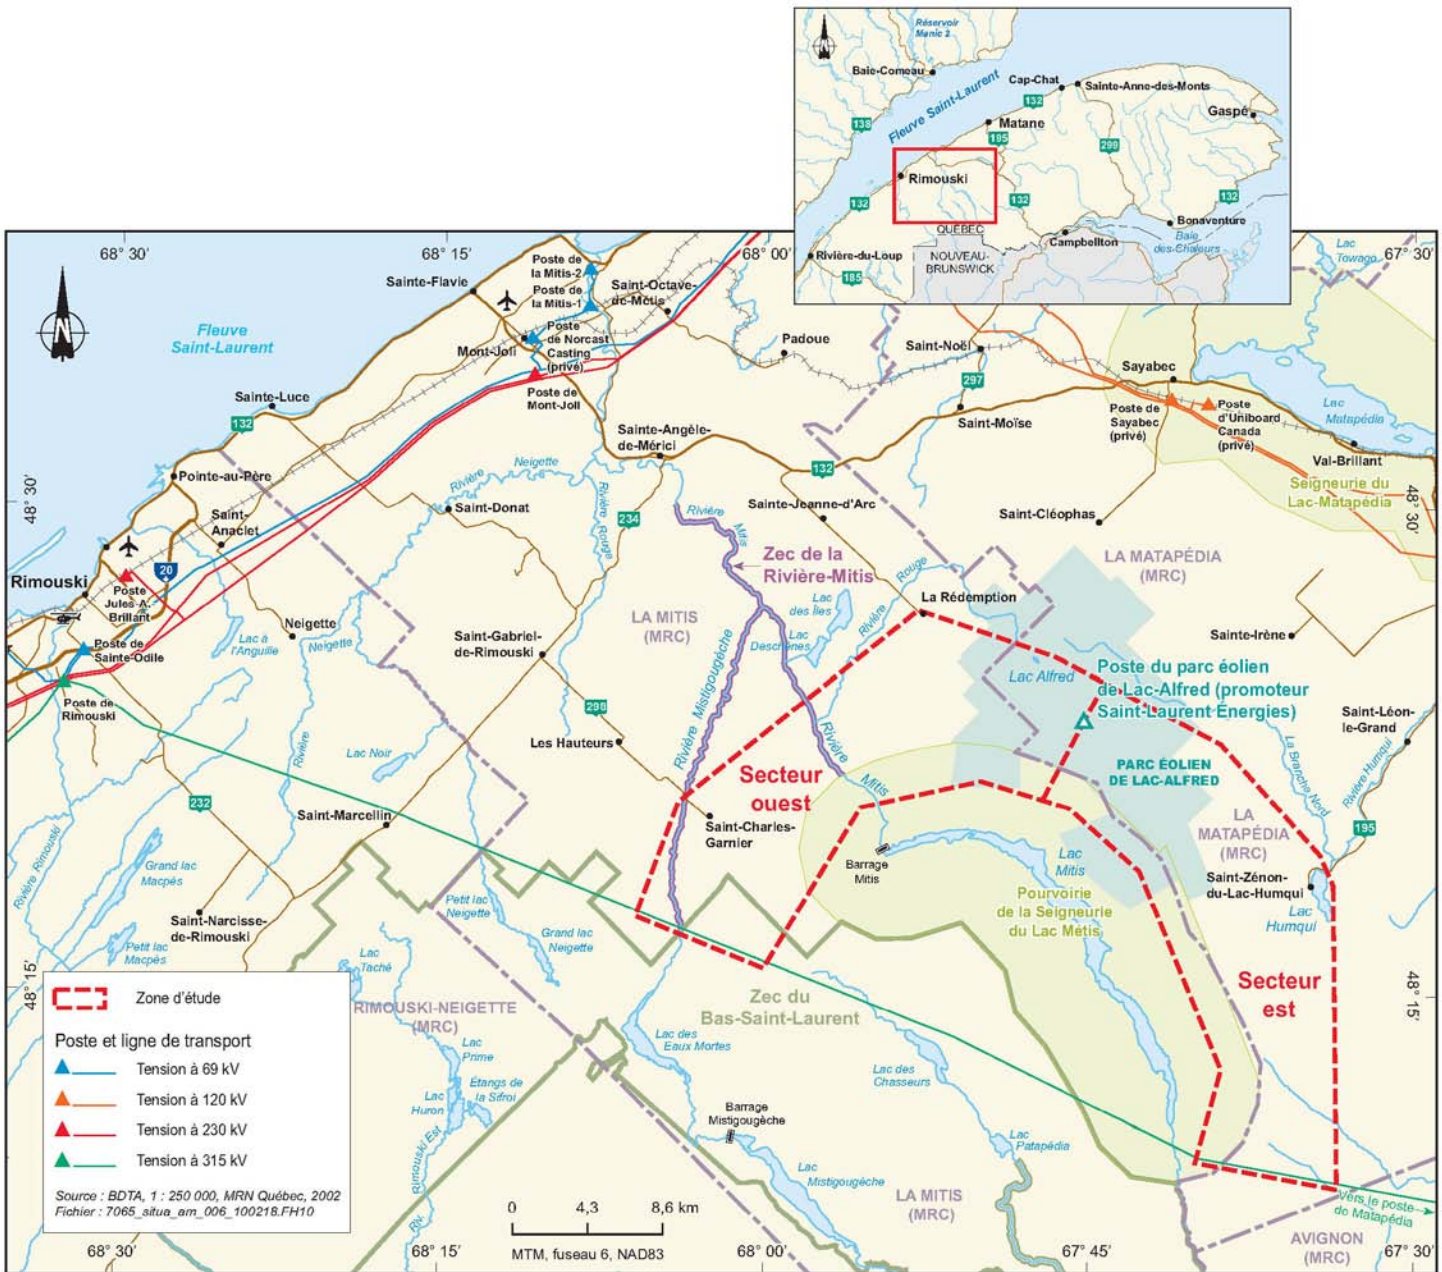 Réservoir
Manic 2
Baie-Comeau
Cap-Chat
Sainte-Anne-des-Monts
Fleuve Saint-Laurent
132
Gaspé
138
Matane
195
299
Rimouski
132
132
132
Bonaventure
QUÉBEC
Campbellton
Baie
des Chaleurs
Rivière-du-Loup
NOUVEAU-
BRUNSWICK
185
68° 30'
68° 15'
68° 00'
67° 30'
Lac
Towago
N
Poste de
la Mitis-2
Sainte-Flavie
Poste de
la Mitis-1
Saint-Octave-
de-Métis
Fleuve
Saint-Laurent
Mont-Joli
Poste
de Norcast
Casting
(privé)
Padoue
Saint-Noël
Sayabec
297
Poste de
Mont-Joli
Sainte-Luce
132
Saint-Moïse
Poste de
Sayabec
(privé)
Poste
d'Uniboard
Canada
(privé)
Lac
Matapédia
Sainte-Angèle-
de-Mérici
Val-Brillant
132
Pointe-au-Père
Rivière
Neigette
Seigneurie du
Lac-Matapédia
48° 30'
48° 30'
Saint-
Anaclet
Saint-Donat
Rivière Rouge
234
Rivière
Mitis
Sainte-Jeanne-d'Arc
Saint-Cléophas
Zec de la
Rivière-Mitis
LA MATAPÉDIA
(MRC)
Rimouski
20
Poste
Jules-A.
Brillant
Rouge
Rivière
La Rédemption
Lac
des Îles
LA MITIS
(MRC)
Neigette
Lac à
l'Anguille
Neigette
Saint-Gabriel-
de-Rimouski
Lac
Deschênes
Sainte-Irène
Poste de
Sainte-Odile
Lac Alfred
Poste du parc éolien
de Lac-Alfred (promoteur
Saint-Laurent Énergies)
Poste de
Rimouski
Rivière Mistigougèche
Rivière
298
Saint-Léon-
le-Grand
Les Hauteurs
Lac Noir
Rivière
La Branche Nord
Rivière Humqui
Secteur
ouest
Mitis
PARC ÉOLIEN
DE LAC-ALFRED
232
Saint-Marcellin
Saint-Charles-
Garnier
LA
MATAPÉDIA
(MRC)
195
Rivière Rimouski
Grand lac
Macpès
Barrage
Mitis
Lac
Mitis
Saint-Zénon-
du-Lac-Humqui
Petit lac
Neigette
Pourvoirie
de la Seigneurie
du Lac Métis
Lac
Humqui
Saint-Narcisse-
de-Rimouski
Petit lac
Macpès
Grand lac
Neigette
Lac
Taché
48° 15'
48° 15'
Secteur
est
Zec du
Bas-Saint-Laurent
RIMOUSKI-NEIGETTE
(MRC)
Lac des
Eaux Mortes
Lac
Prime
Lac des
Chasseurs
Étangs de
la Sifroi
Lac
Huron
Barrage
Mistigougèche
Lac
Patapédia
Riv.
Rimouski Est
Lac
Mistigougèche
LA MITIS
(MRC)
Vers le poste
de Matapédia
AVIGNON
(MRC)
Zone d'étude
Poste et ligne de transport
Tension à 69 kV
Tension à 120 kV
Tension à 230 kV
Tension à 315 kV
Source : BDTA, 1 : 250 000, MRN Québec, 2002
Fichier : 7065_situa_am_006_100218.FH10
0 4,3 8,6 km
MTM, fuseau 6, NAD83
68° 30'
68° 15'
68° 00'
67° 45'
67° 30'